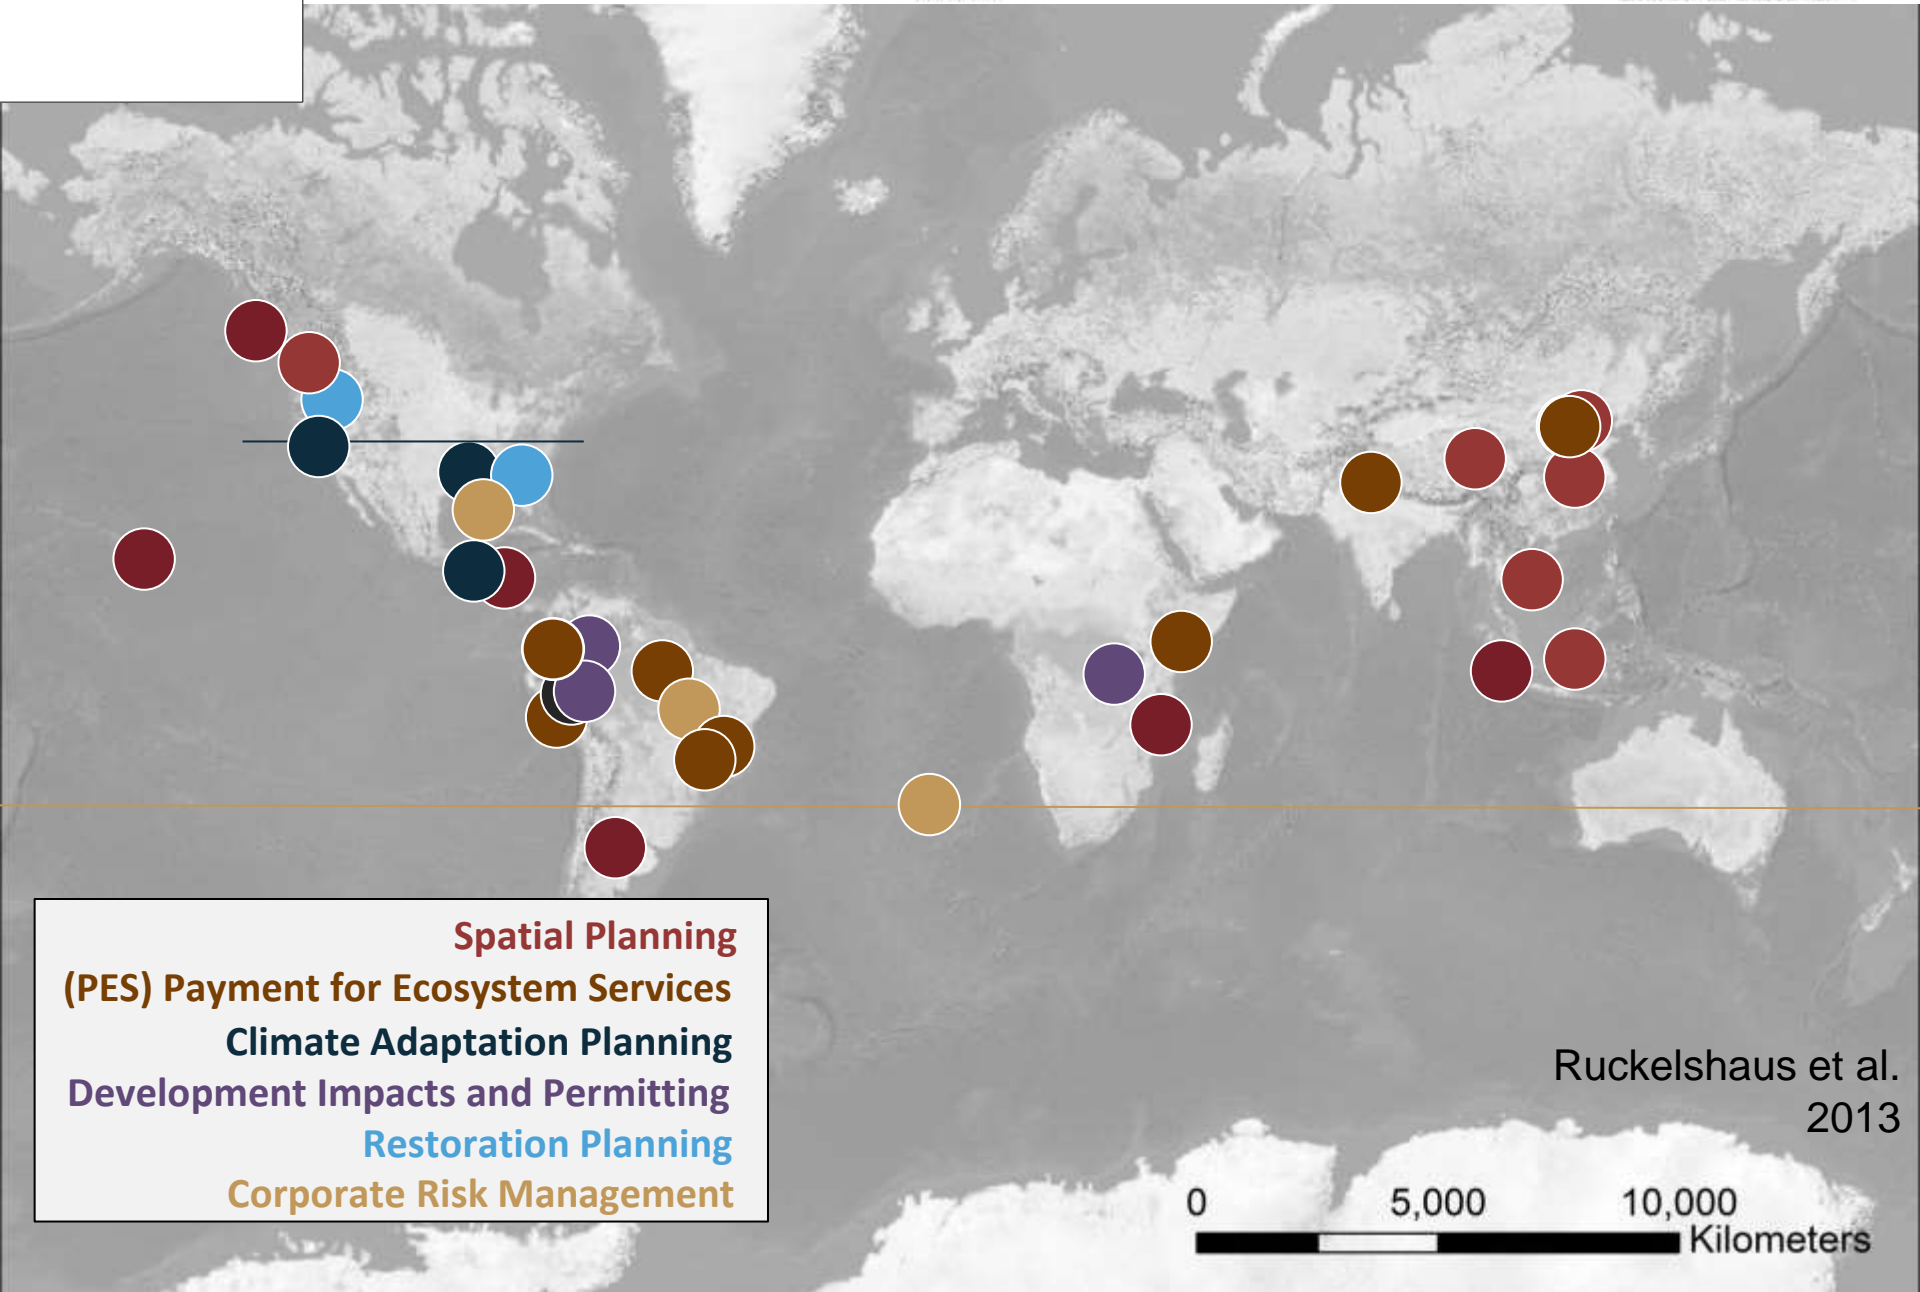 Spatial Planning
(PES) Payment for Ecosystem Services
Climate Adaptation Planning
Development Impacts and Permitting
Restoration Planning
Corporate Risk Management
Ruckelshaus et al.
2013
0 5,000 10,000
Kilometers